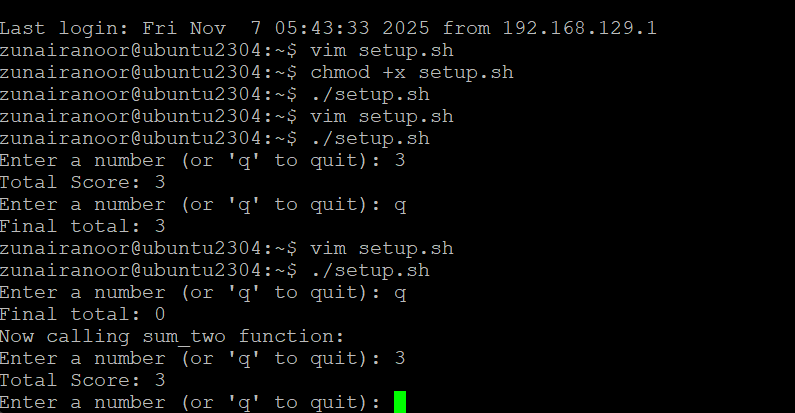 Last login: Fri Nov  7 05:43:33 2025 from 192.168.129.1
zunairanoor@ubuntu2304:~$ vim setup.sh
zunairanoor@ubuntu2304:~$ chmod +x setup.sh
zunairanoor@ubuntu2304:~$ ./setup.sh
zunairanoor@ubuntu2304:~$ vim setup.sh
zunairanoor@ubuntu2304:~$ ./setup.sh
Enter a number (or 'q' to quit): 3
Total Score: 3
Enter a number (or 'q' to quit): q
Final total: 3
zunairanoor@ubuntu2304:~$ vim setup.sh
zunairanoor@ubuntu2304:~$ ./setup.sh
Enter a number (or 'q' to quit): q
Final total: 0
Now calling sum_two function:
Enter a number (or 'q' to quit): 3
Total Score: 3
Enter a number (or 'q' to quit):